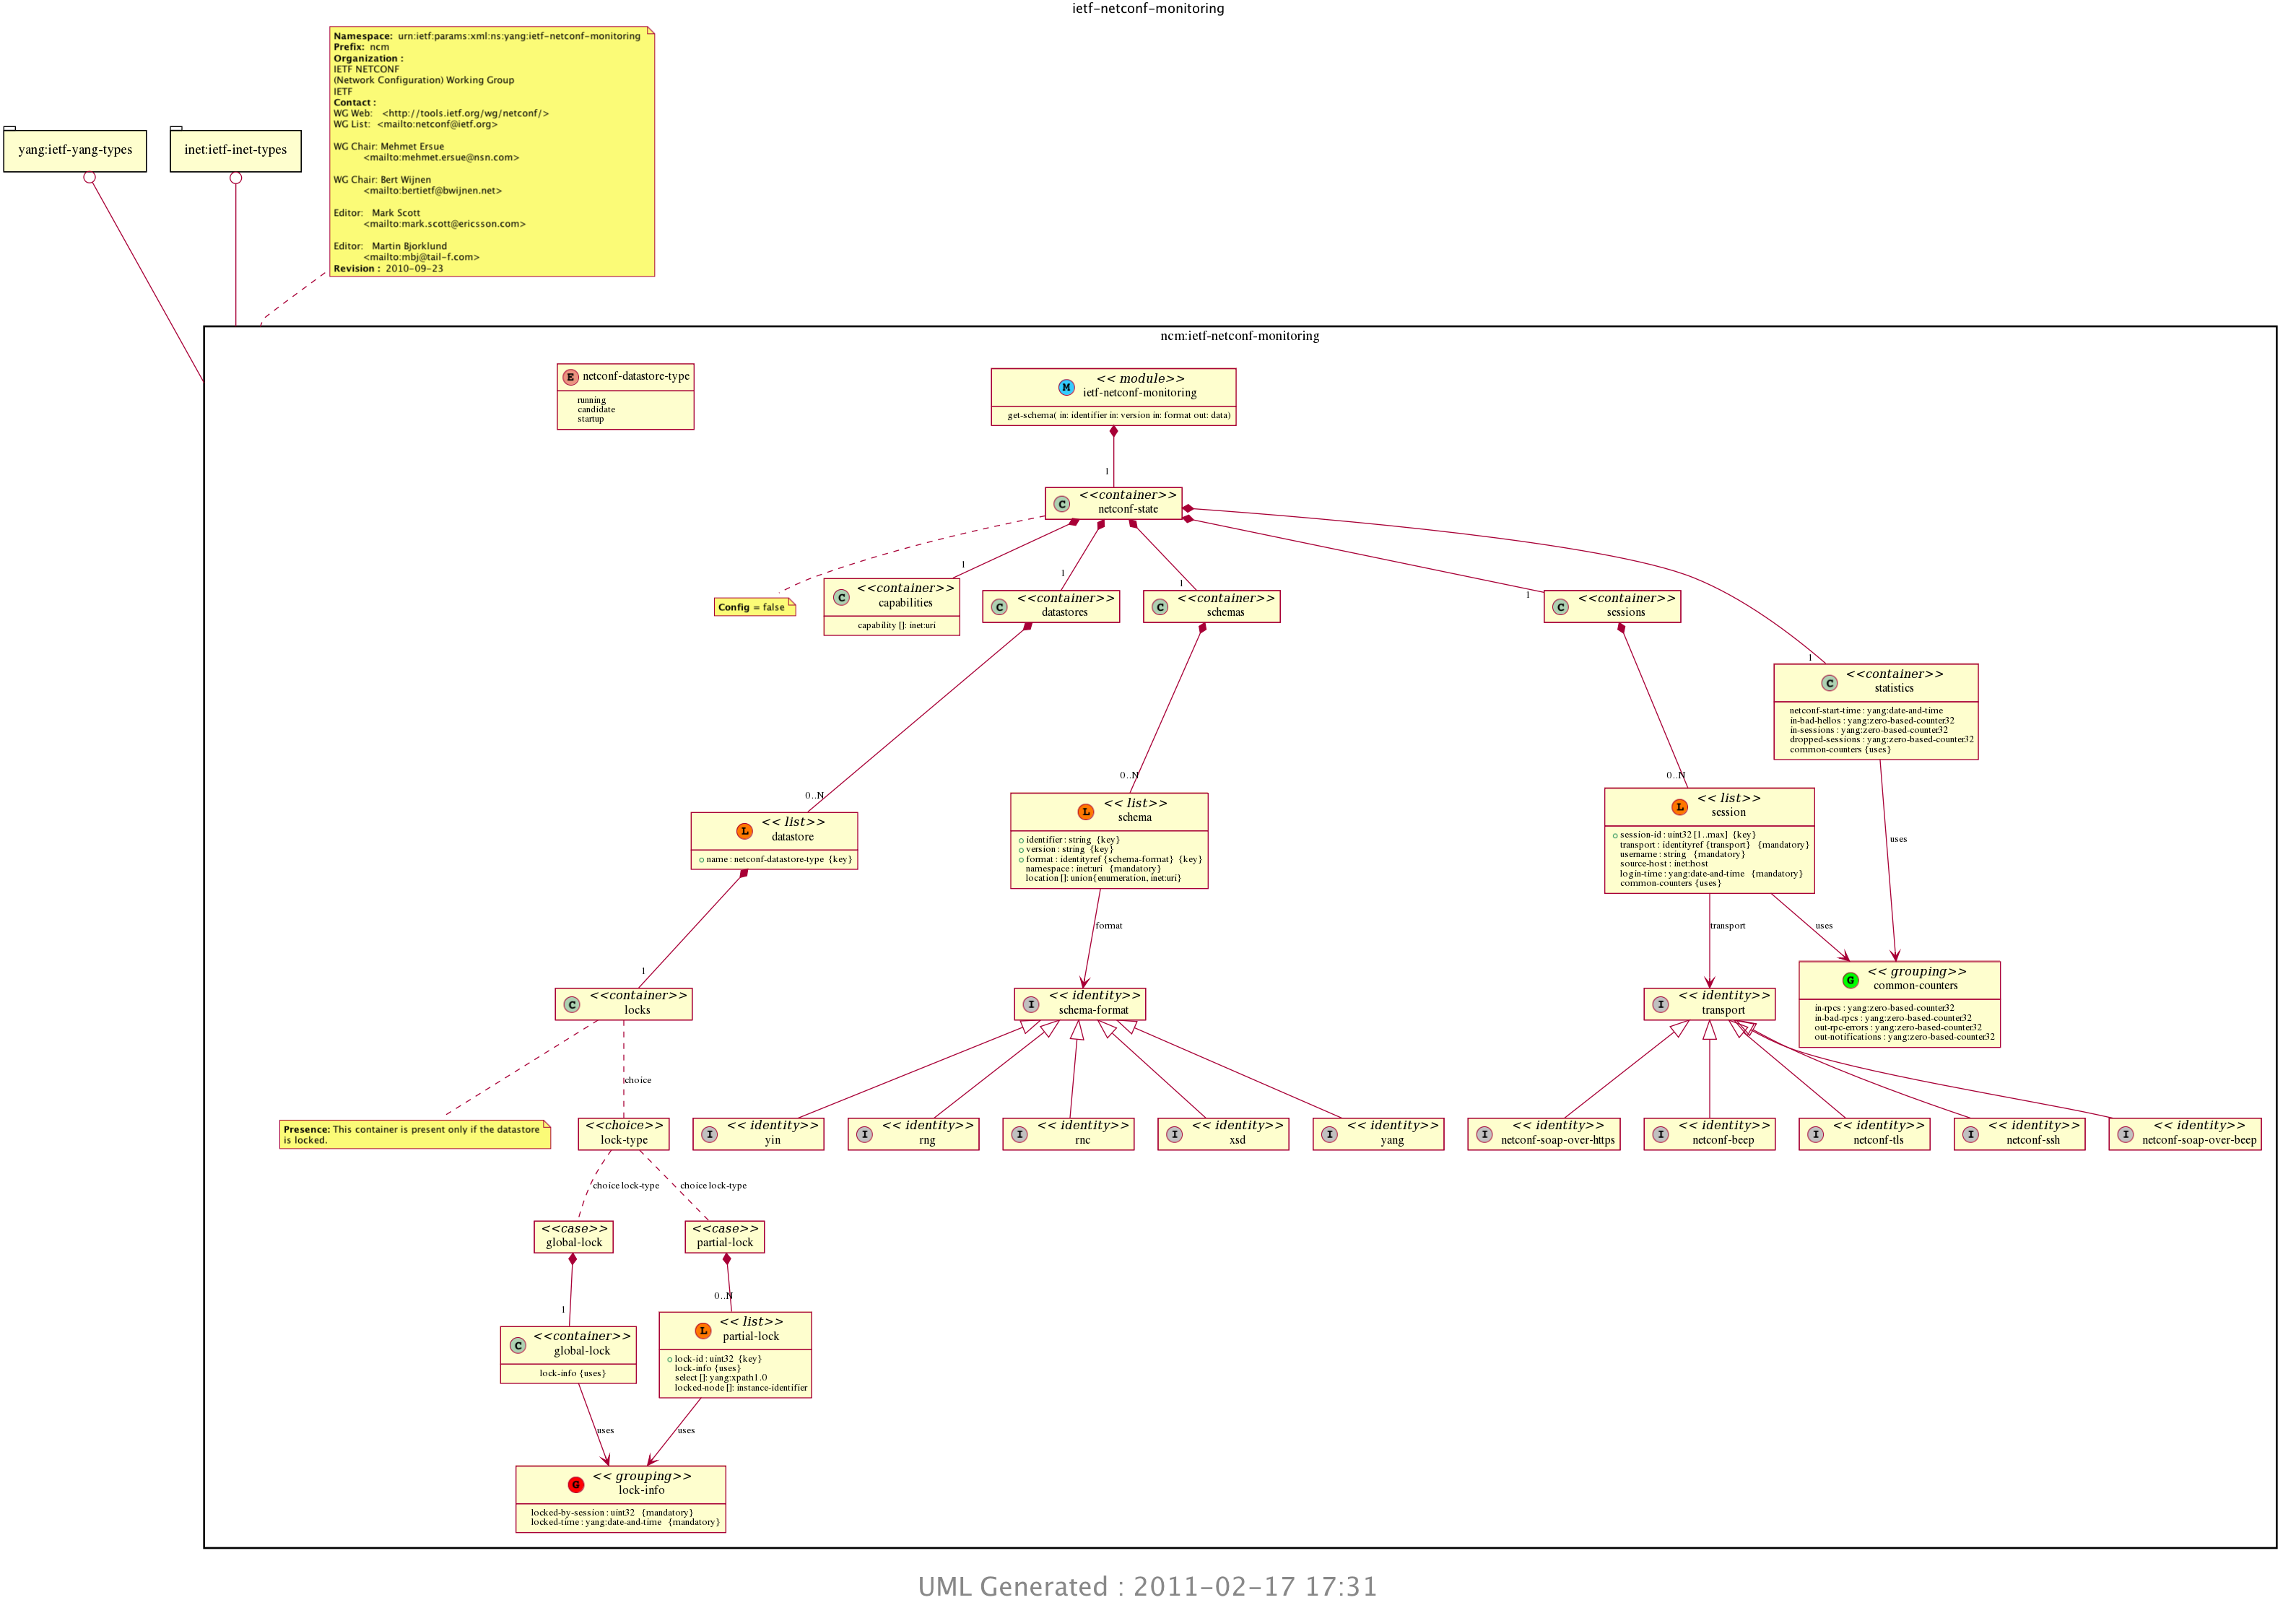 ietf-netconf-monitoring
Namespace: urn:ietf:params:xml:ns:yang:ietf-netconf-monitoring
Prefix: ncm
Organization :
IETF NETCONF
(Network Configuration) Working Group
IETF
Contact :
WG Web: <http://tools.ietf.org/wg/netconf/>
WG List: <mailto:netconf@ietf.org>
WG Chair: Mehmet Ersue
<mailto:mehmet.ersue@nsn.com>
WG Chair: Bert Wijnen
<mailto:bertietf@bwijnen.net>
Editor: Mark Scott
<mailto:mark.scott@ericsson.com>
Editor: Martin Bjorklund
<mailto:mbj@tail-f.com>
Revision : 2010-09-23
yang:ietf-yang-types
inet:ietf-inet-types
ncm:ietf-netconf-monitoring
E netconf-datastore-type
running
candidate
startup
M
<< module>>
ietf-netconf-monitoring
get-schema( in: identifier in: version in: format out: data)
1
C
<<container>>
netconf-state
Config = false
1
C
<<container>>
capabilities
capability []: inet:uri
1
C
<<container>>
datastores
1
C
<<container>>
schemas
1
C
<<container>>
sessions
1
C
<<container>>
statistics
netconf-start-time : yang:date-and-time
in-bad-hellos : yang:zero-based-counter32
in-sessions : yang:zero-based-counter32
dropped-sessions : yang:zero-based-counter32
common-counters {uses}
0..N
L
<< list>>
datastore
name : netconf-datastore-type {key}
0..N
L
<< list>>
schema
identifier : string {key}
version : string {key}
format : identityref {schema-format} {key}
namespace : inet:uri {mandatory}
location []: union{enumeration, inet:uri}
0..N
L
<< list>>
session
session-id : uint32 [1..max] {key}
transport : identityref {transport} {mandatory}
username : string {mandatory}
source-host : inet:host
login-time : yang:date-and-time {mandatory}
common-counters {uses}
uses
format
transport
uses
1
C
<<container>>
locks
I
<< identity>>
schema-format
I
<< identity>>
transport
G
<< grouping>>
common-counters
in-rpcs : yang:zero-based-counter32
in-bad-rpcs : yang:zero-based-counter32
out-rpc-errors : yang:zero-based-counter32
out-notifications : yang:zero-based-counter32
choice
Presence: This container is present only if the datastore
is locked.
<<choice>>
lock-type
I
<< identity>>
yin
I
<< identity>>
rng
I
<< identity>>
rnc
I
<< identity>>
xsd
I
<< identity>>
yang
I
<< identity>>
netconf-soap-over-https
I
<< identity>>
netconf-beep
I
<< identity>>
netconf-tls
I
<< identity>>
netconf-ssh
I
<< identity>>
netconf-soap-over-beep
choice lock-type
choice lock-type
<<case>>
global-lock
<<case>>
partial-lock
1
C
<<container>>
global-lock
lock-info {uses}
0..N
L
<< list>>
partial-lock
lock-id : uint32 {key}
lock-info {uses}
select []: yang:xpath1.0
locked-node []: instance-identifier
uses
uses
G
<< grouping>>
lock-info
locked-by-session : uint32 {mandatory}
locked-time : yang:date-and-time {mandatory}
UML Generated : 2011-02-17 17:31